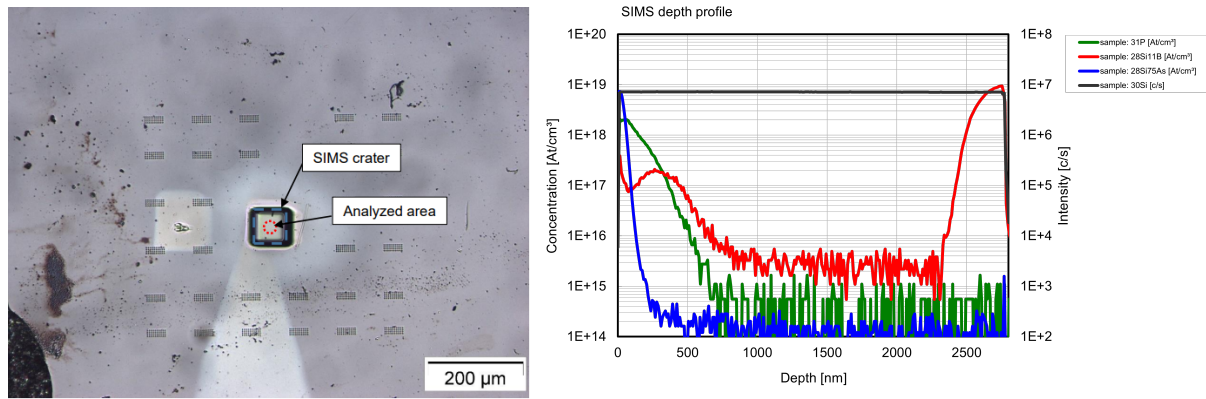 SIMS crater
Analyzed area
200 µm
SIMS depth profile
1E+20
1E+19
1E+18
1E+17
1E+16
1E+15
1E+14
Concentration [At/cm³]
0
500
1000
1500
2000
2500
Depth [nm]
1E+8
1E+7
1E+6
1E+5
1E+4
1E+3
1E+2
Intensity [c/s]
sample: 31P [At/cm³]
sample: 28Si11B [At/cm³]
sample: 28Si75As [At/cm³]
sample: 30Si [c/s]